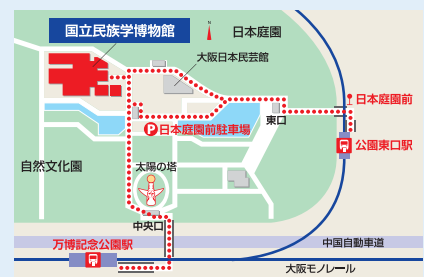 国立民族学博物館
N
日本庭園
大阪日本民芸館
日本庭園前
東口
P日本庭園前駐車場
公園東口駅
自然文化園
太陽の塔
中央口
万博記念公園駅
中国自動車道
大阪モノレール